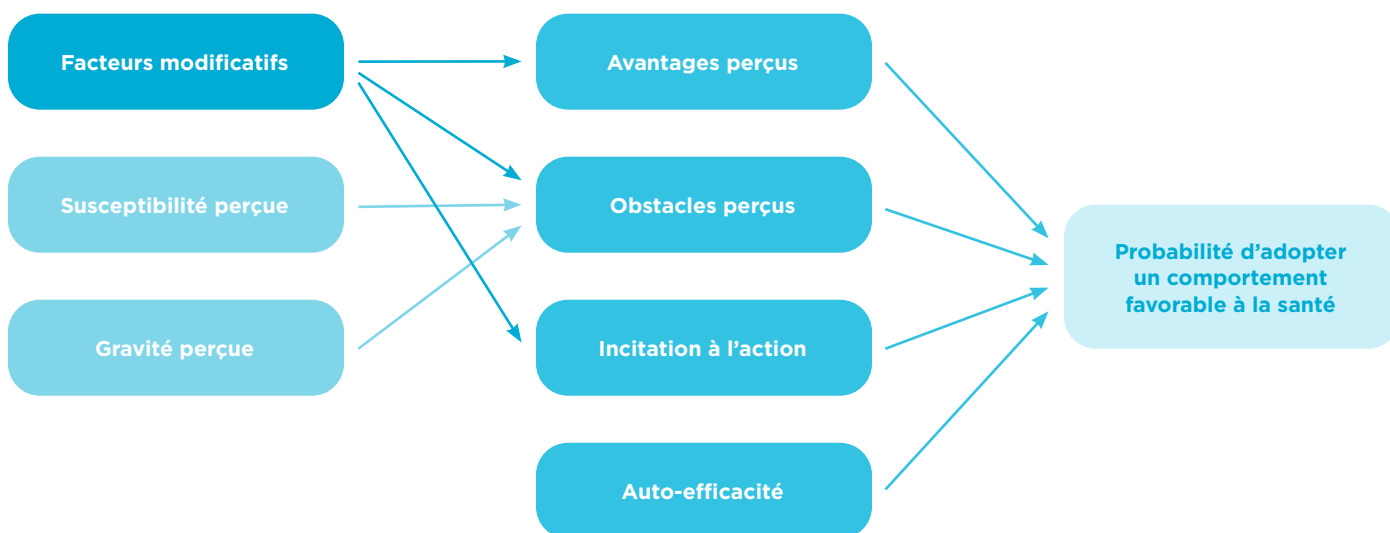 Facteurs modificatifs
Avantages perçus
Susceptibilité perçue
Obstacles perçus
Probabilité d’adopter
un comportement
favorable à la santé
Gravité perçue
Incitation à l’action
Auto-efficacité